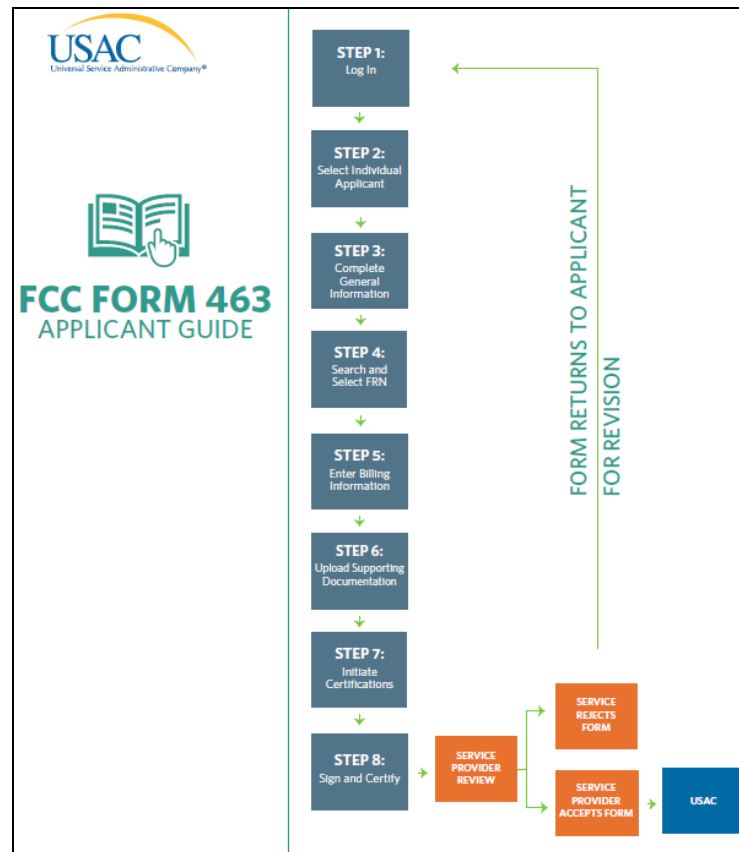 USAC
Universal Service Administrative Company®
FCC FORM 463
APPLICANT GUIDE
STEP 1:
Log In
STEP 2:
Select Individual
Applicant
STEP 3:
Complete
General
Information
STEP 4:
Search and
Select FRN
STEP 5:
Enter Billing
Information
STEP 6:
Upload Supporting
Documentation
STEP 7:
Initiate
Certifications
STEP 8:
Sign and Certify
SERVICE
PROVIDER
REVIEW
SERVICE
REJECTS
FORM
SERVICE
PROVIDER
ACCEPTS FORM
USAC
FORM RETURNS TO APPLICANT
FOR REVISION